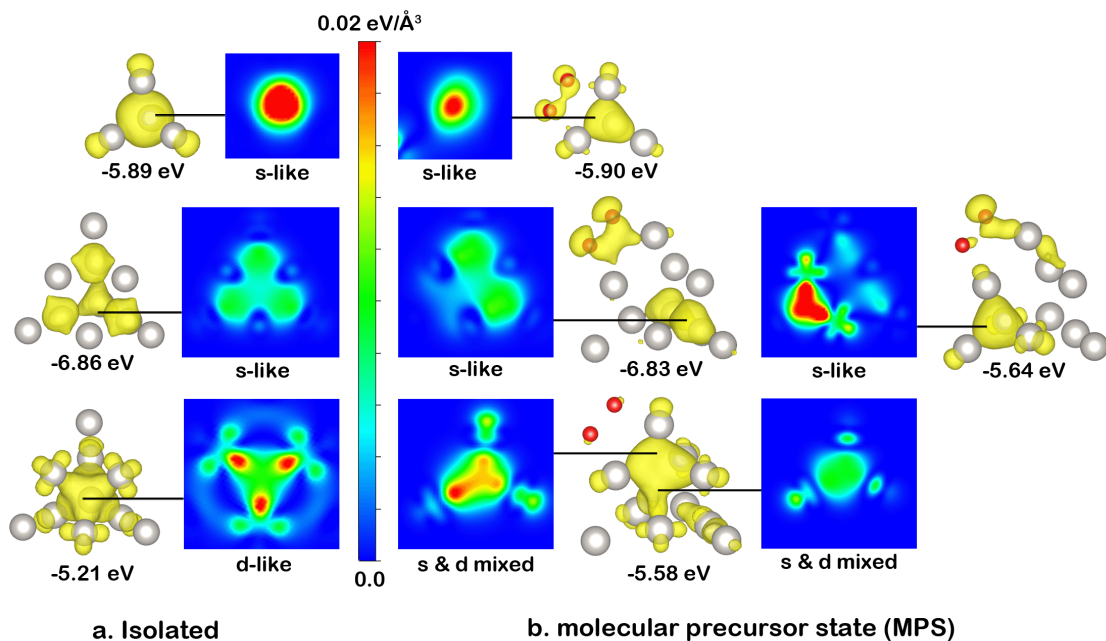 0.02 eV/Å³
-5.89 eV
s-like
s-like
-5.90 eV
-6.86 eV
s-like
s-like
-6.83 eV
s-like
-5.64 eV
-5.21 eV
d-like
0.0
s & d mixed
-5.58 eV
s & d mixed
a. Isolated
b. molecular precursor state (MPS)